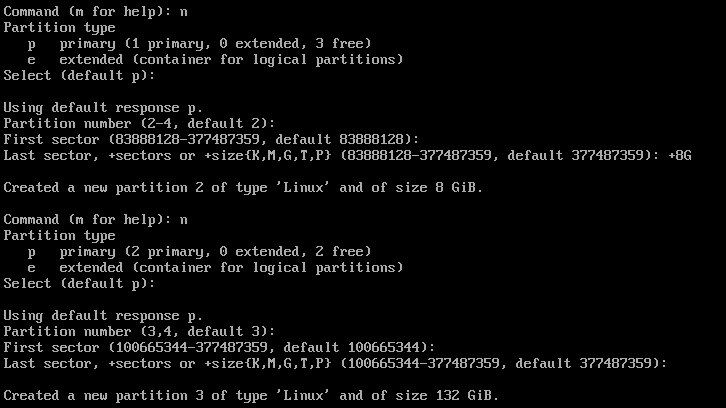 Command (m for help): n
Partition type
   p   primary (1 primary, 0 extended, 3 free)
   e   extended (container for logical partitions)
Select (default p):
Using default response p.
Partition number (2-4, default 2):
First sector (83888128-377487359, default 83888128):
Last sector, +sectors or +size{K,M,G,T,P} (83888128-377487359, default 377487359): +8G
Created a new partition 2 of type 'Linux' and of size 8 GiB.
Command (m for help): n
Partition type
   p   primary (2 primary, 0 extended, 2 free)
   e   extended (container for logical partitions)
Select (default p):
Using default response p.
Partition number (3,4, default 3):
First sector (100665344-377487359, default 100665344):
Last sector, +sectors or +size{K,M,G,T,P} (100665344-377487359, default 377487359):
Created a new partition 3 of type 'Linux' and of size 132 GiB.